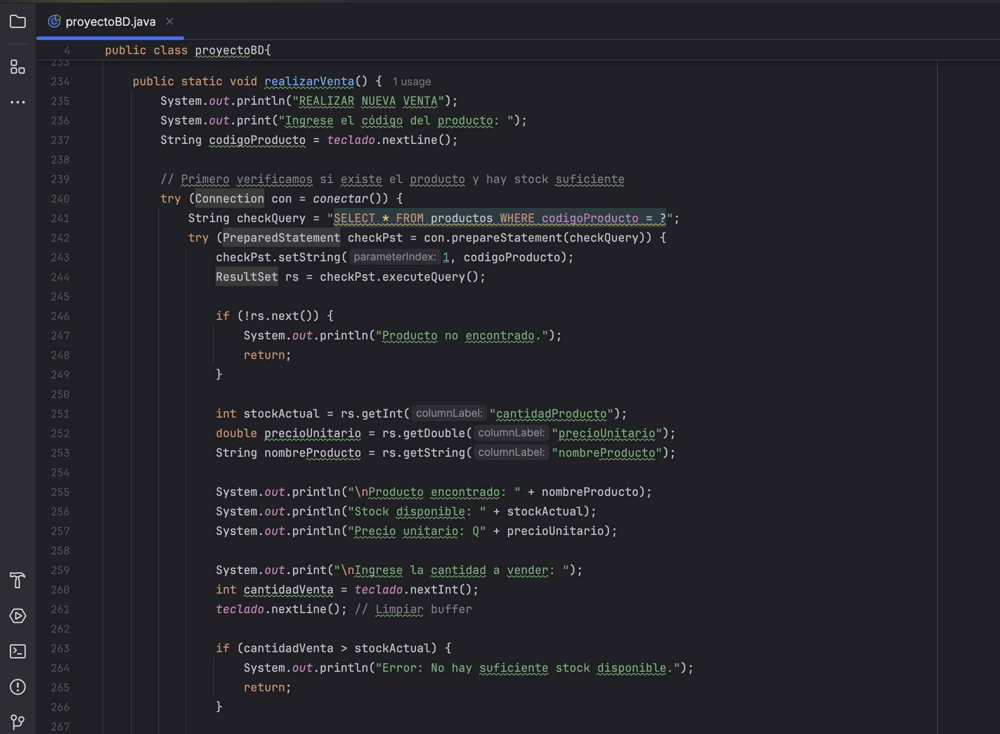 proyectoBD.java
4 public class proyectoBD{
233
234 public static void realizarVenta() { 1 usage
235 System.out.println("REALIZAR NUEVA VENTA");
236 System.out.print("Ingrese el código del producto: ");
237 String codigoProducto = teclado.nextLine();
238
239 // Primero verificamos si existe el producto y hay stock suficiente
240 try (Connection con = conectar()) {
241 String checkQuery = "SELECT * FROM productos WHERE codigoProducto = ?";
242 try (PreparedStatement checkPst = con.prepareStatement(checkQuery)) {
243 checkPst.setString( parameterIndex: 1, codigoProducto);
244 ResultSet rs = checkPst.executeQuery();
245
246 if (!rs.next()) {
247 System.out.println("Producto no encontrado.");
248 return;
249 }
250
251 int stockActual = rs.getInt( columnLabel: "cantidadProducto");
252 double precioUnitario = rs.getDouble( columnLabel: "precioUnitario");
253 String nombreProducto = rs.getString( columnLabel: "nombreProducto");
254
255 System.out.println("\nProducto encontrado: " + nombreProducto);
256 System.out.println("Stock disponible: " + stockActual);
257 System.out.println("Precio unitario: Q" + precioUnitario);
258
259 System.out.print("\nIngrese la cantidad a vender: ");
260 int cantidadVenta = teclado.nextInt();
261 teclado.nextLine(); // Limpiar buffer
262
263 if (cantidadVenta > stockActual) {
264 System.out.println("Error: No hay suficiente stock disponible.");
265 return;
266 }
267